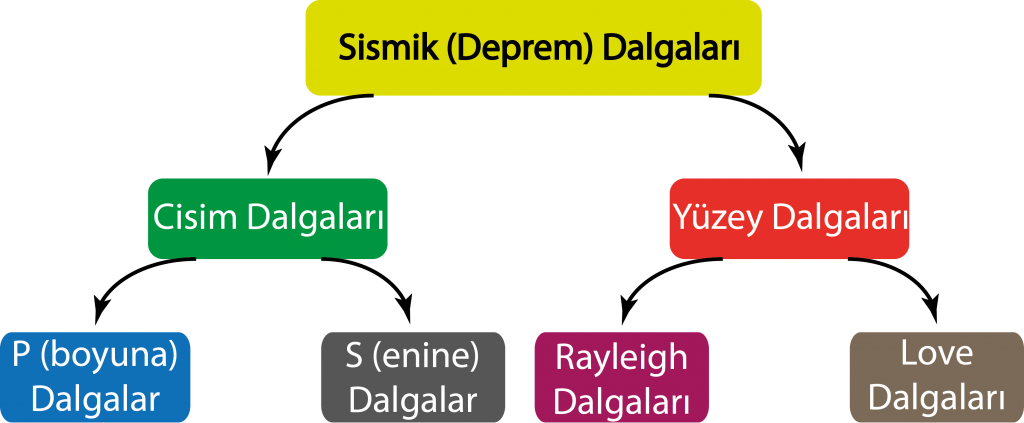 Sismik (Deprem) Dalgaları
Cisim Dalgaları
Yüzey Dalgaları
P (boyuna)
Dalgalar
S (enine)
Dalgalar
Rayleigh
Dalgaları
Love
Dalgaları